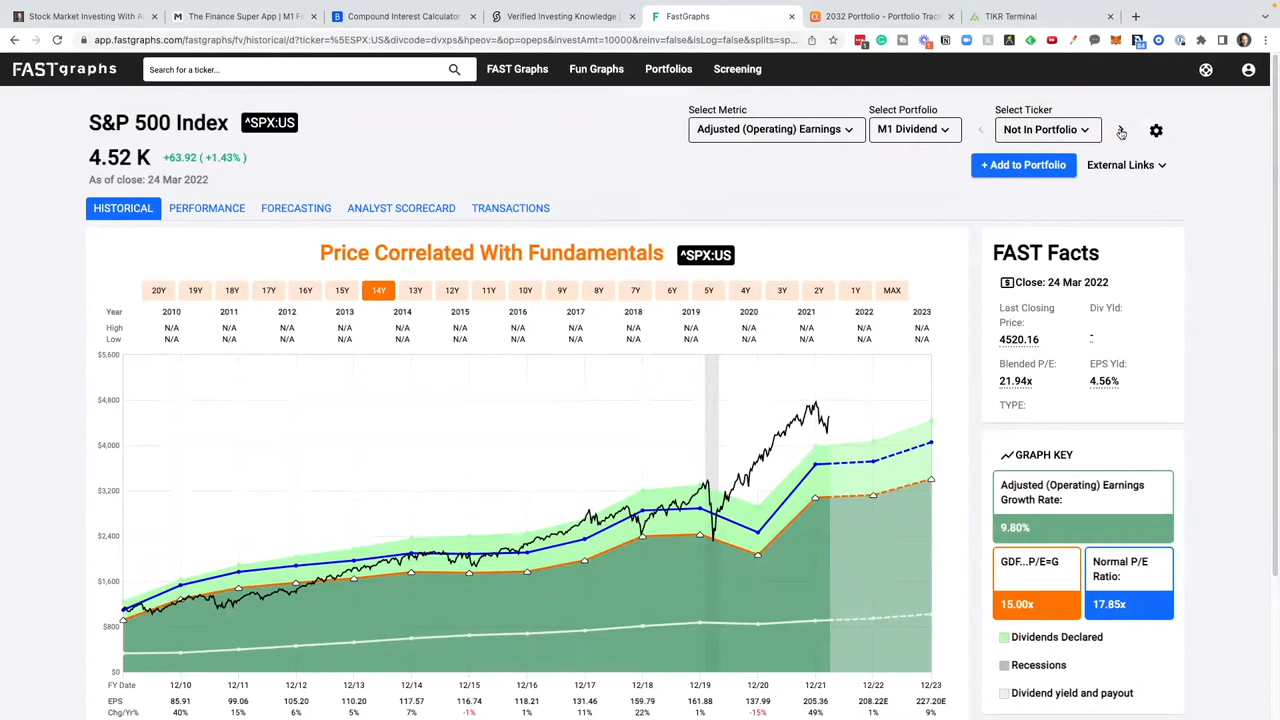 Stock Market Investing With A
The Finance Super App | M1 Fi
Compound Interest Calculator
Verified Investing Knowledge
FastGraphs
2032 Portfolio - Portfolio Track
TIKR Terminal
app.fastgraphs.com/fastgraphs/fv/historical/d?ticker=%5ESPX:US&divcode=dvxps&hpeov=&op=opeps&investAmt=10000&reinv=false&isLog=false&splits=sp...
FAST graphs
Search for a ticker...
FAST Graphs
Fun Graphs
Portfolios
Screening
S&P 500 Index ^SPX:US
4.52 K +63.92 ( +1.43% )
As of close: 24 Mar 2022
Select Metric
Adjusted (Operating) Earnings
Select Portfolio
M1 Dividend
Select Ticker
Not In Portfolio
+ Add to Portfolio
External Links
HISTORICAL PERFORMANCE FORECASTING ANALYST SCORECARD TRANSACTIONS
Price Correlated With Fundamentals ^SPX:US
20Y 19Y 18Y 17Y 16Y 15Y 14Y 13Y 12Y 11Y 10Y 9Y 8Y 7Y 6Y 5Y 4Y 3Y 2Y 1Y MAX
Year 2010 2011 2012 2013 2014 2015 2016 2017 2018 2019 2020 2021 2022 2023
High N/A N/A N/A N/A N/A N/A N/A N/A N/A N/A N/A N/A N/A N/A
Low N/A N/A N/A N/A N/A N/A N/A N/A N/A N/A N/A N/A N/A N/A
$5,600
$4,800
$4,000
$3,200
$2,400
$1,600
$800
$0
FY Date 12/10 12/11 12/12 12/13 12/14 12/15 12/16 12/17 12/18 12/19 12/20 12/21 12/22 12/23
EPS 85.91 99.06 105.20 110.20 117.57 116.74 118.21 131.46 159.79 161.88 137.99 205.36 208.22E 227.20E
Chg/Yr% 40% 15% 6% 5% 7% -1% 1% 11% 22% 1% -15% 49% 1% 9%
FAST Facts
Close: 24 Mar 2022
Last Closing
Price:
4520.16
Div Yld:
-
Blended P/E:
21.94x
EPS Yld:
4.56%
TYPE:
GRAPH KEY
Adjusted (Operating) Earnings
Growth Rate:
9.80%
GDF...P/E=G
15.00x
Normal P/E
Ratio:
17.85x
Dividends Declared
Recessions
Dividend yield and payout